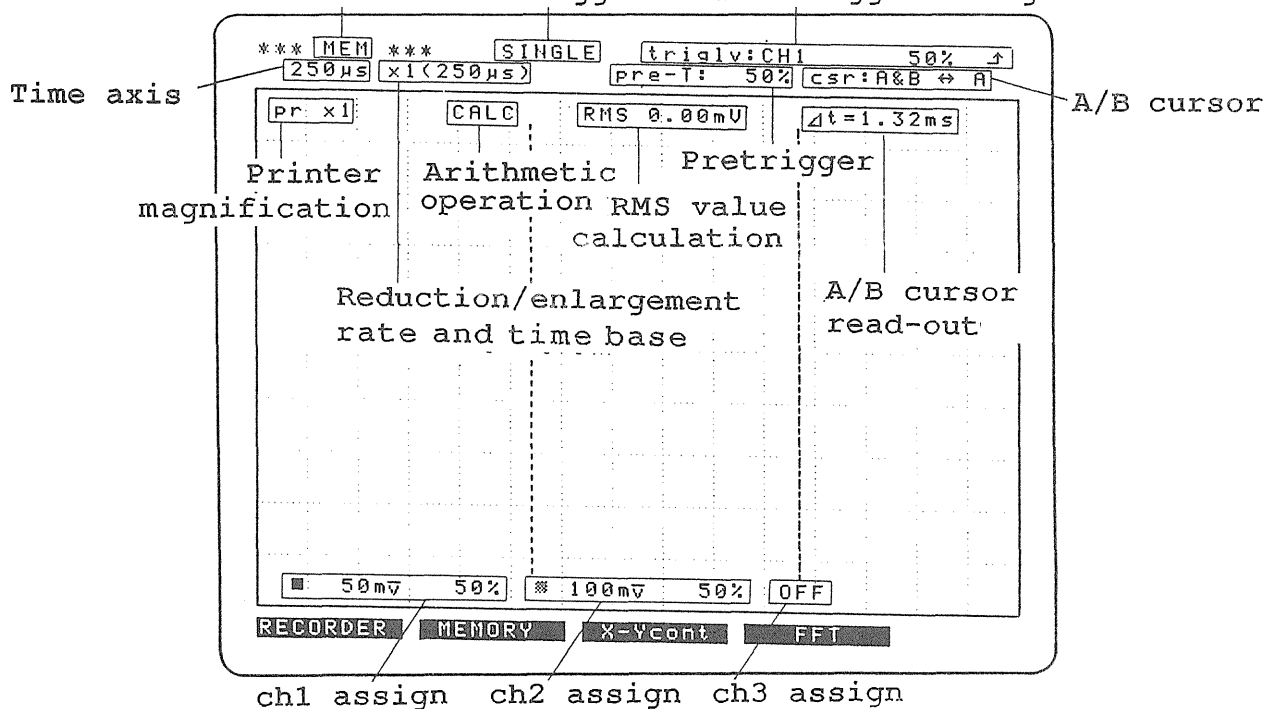 *** MEM *** SINGLE triglv:CH1 50% ↑
250μs x1(250μs) pre-T: 50% csr:A&B ⇔ A
Time axis
A/B cursor
pr x1 CALC RMS 0.00mV ⊿t=1.32ms
Printer magnification
Arithmetic operation
RMS value calculation
Pretrigger
Reduction/enlargement
rate and time base
A/B cursor
read-out
■ 50mV 50% ▒ 100mV 50% OFF
RECORDER MEMORY X-Ycont FFT
ch1 assign ch2 assign ch3 assign